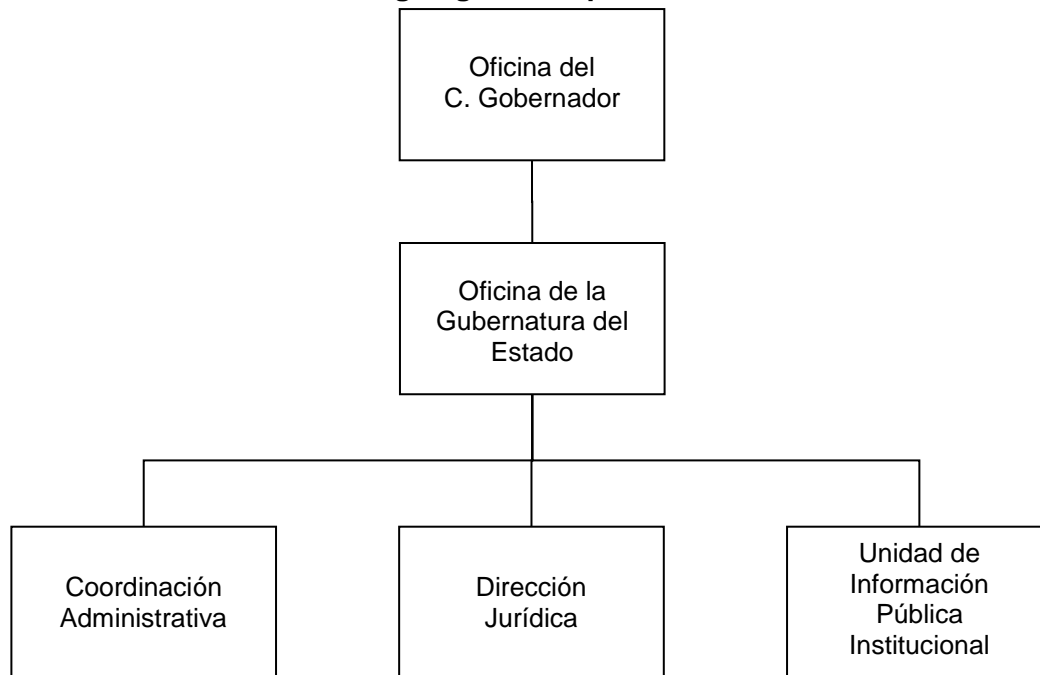 Oficina del
C. Gobernador
Oficina de la
Gubernatura del
Estado
Coordinación
Administrativa
Dirección
Jurídica
Unidad de
Información
Pública
Institucional